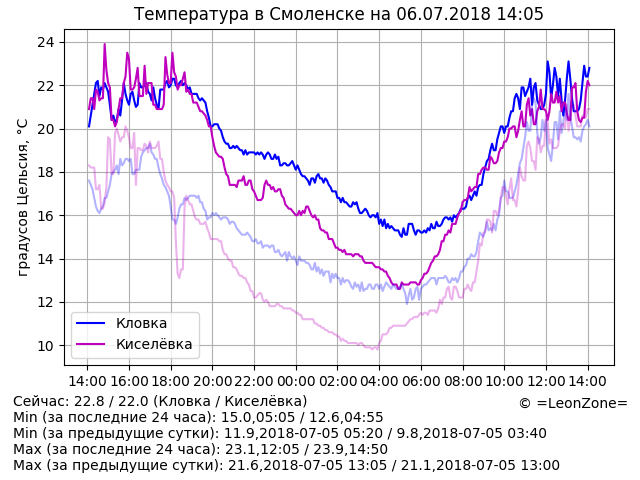 Температура в Смоленске на 06.07.2018 14:05
24
22
20
18
16
14
12
10
градусов Цельсия, °C
Кловка
Киселёвка
14:00 16:00 18:00 20:00 22:00 00:00 02:00 04:00 06:00 08:00 10:00 12:00 14:00
Сейчас: 22.8 / 22.0 (Кловка / Киселёвка)
© =LeonZone=
Min (за последние 24 часа): 15.0,05:05 / 12.6,04:55
Min (за предыдущие сутки): 11.9,2018-07-05 05:20 / 9.8,2018-07-05 03:40
Max (за последние 24 часа): 23.1,12:05 / 23.9,14:50
Max (за предыдущие сутки): 21.6,2018-07-05 13:05 / 21.1,2018-07-05 13:00